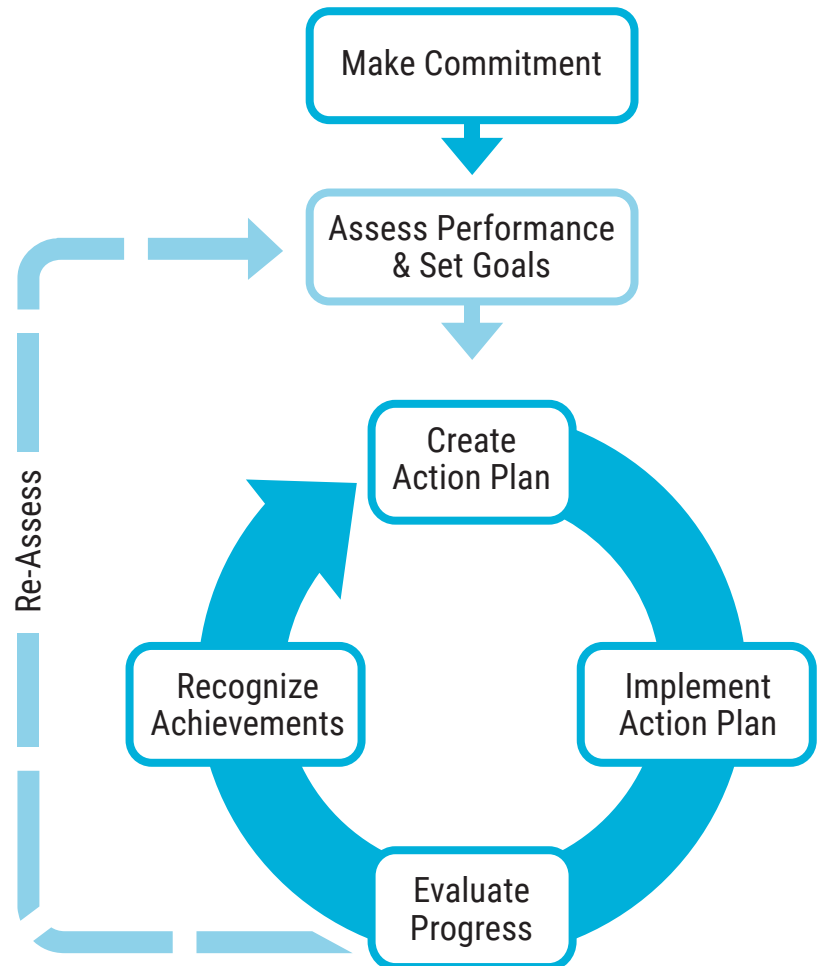 Make Commitment
Assess Performance
& Set Goals
Create
Action Plan
Re-Assess
Recognize
Achievements
Implement
Action Plan
Evaluate
Progress